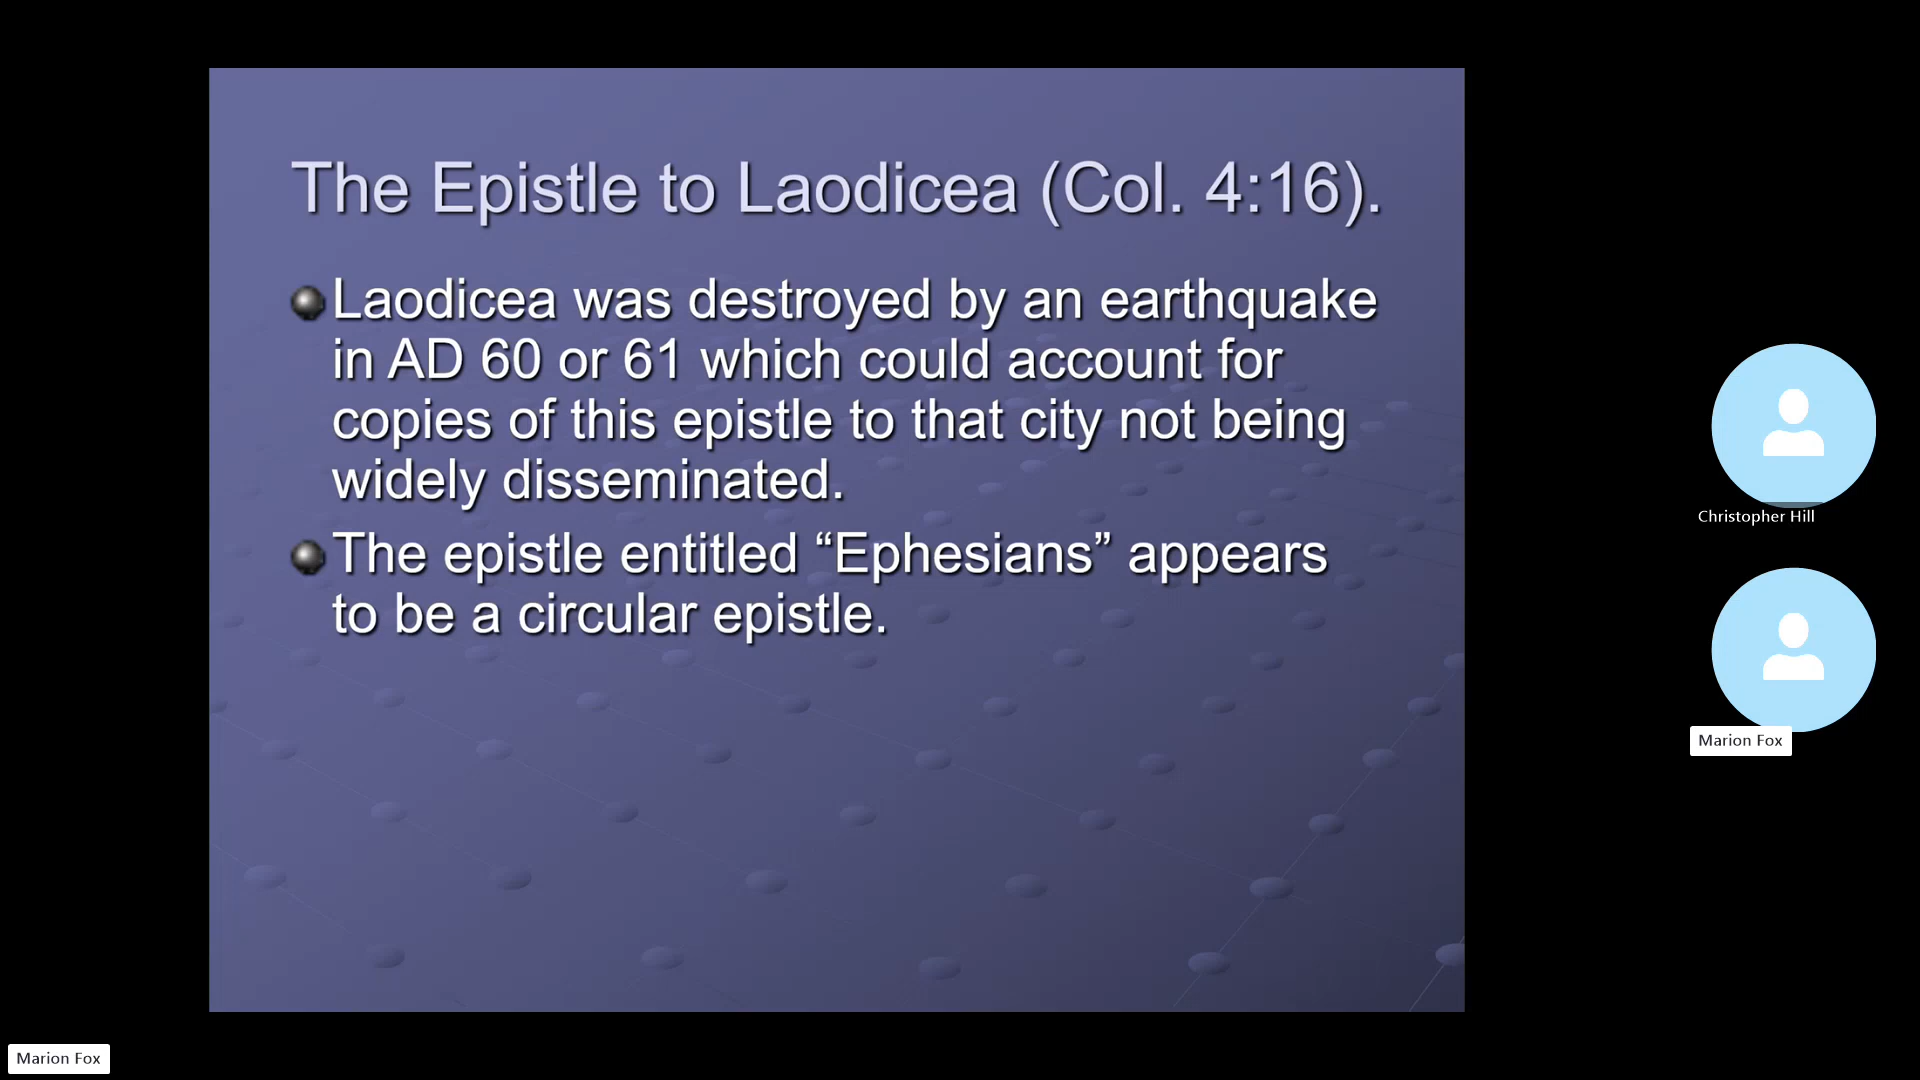 The Epistle to Laodicea (Col. 4:16).
Laodicea was destroyed by an earthquake
in AD 60 or 61 which could account for
copies of this epistle to that city not being
widely disseminated.
The epistle entitled “Ephesians” appears
to be a circular epistle.
Christopher Hill
Marion Fox
Marion Fox